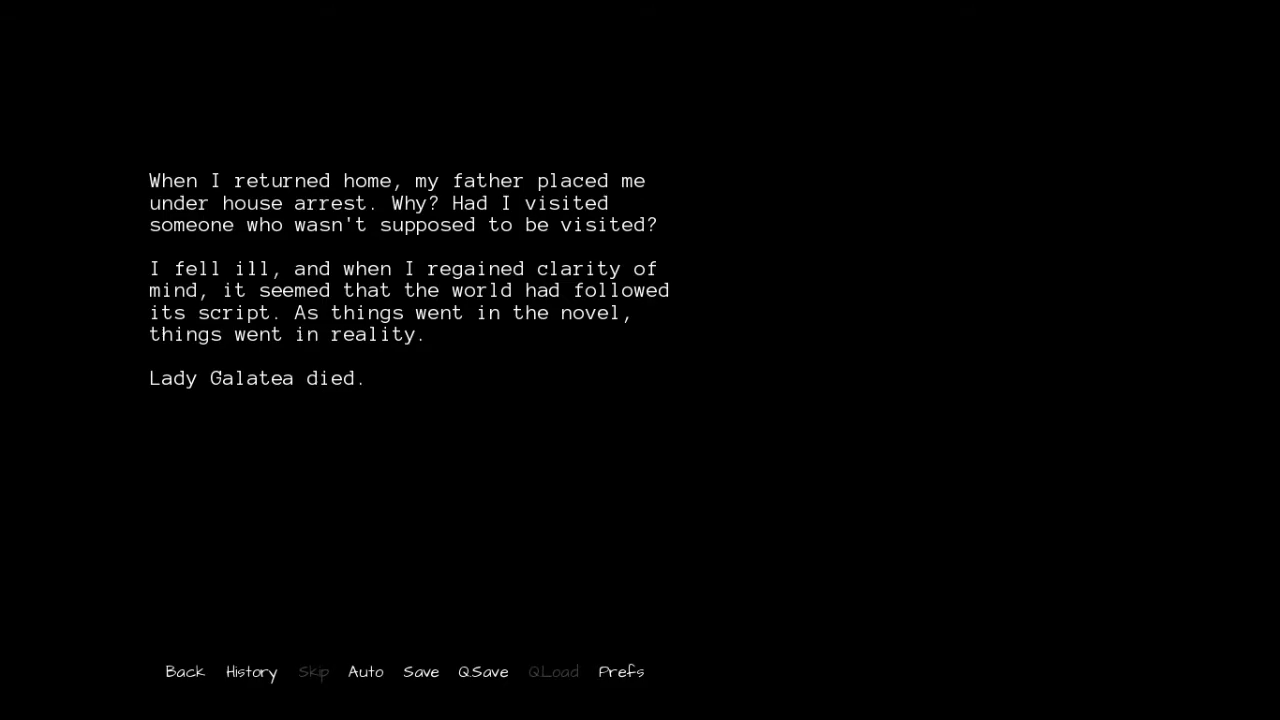 When I returned home, my father placed me
under house arrest. Why? Had I visited
someone who wasn't supposed to be visited?
I fell ill, and when I regained clarity of
mind, it seemed that the world had followed
its script. As things went in the novel,
things went in reality.
Lady Galatea died.
Back History Skip Auto Save Q.Save Q.Load Prefs